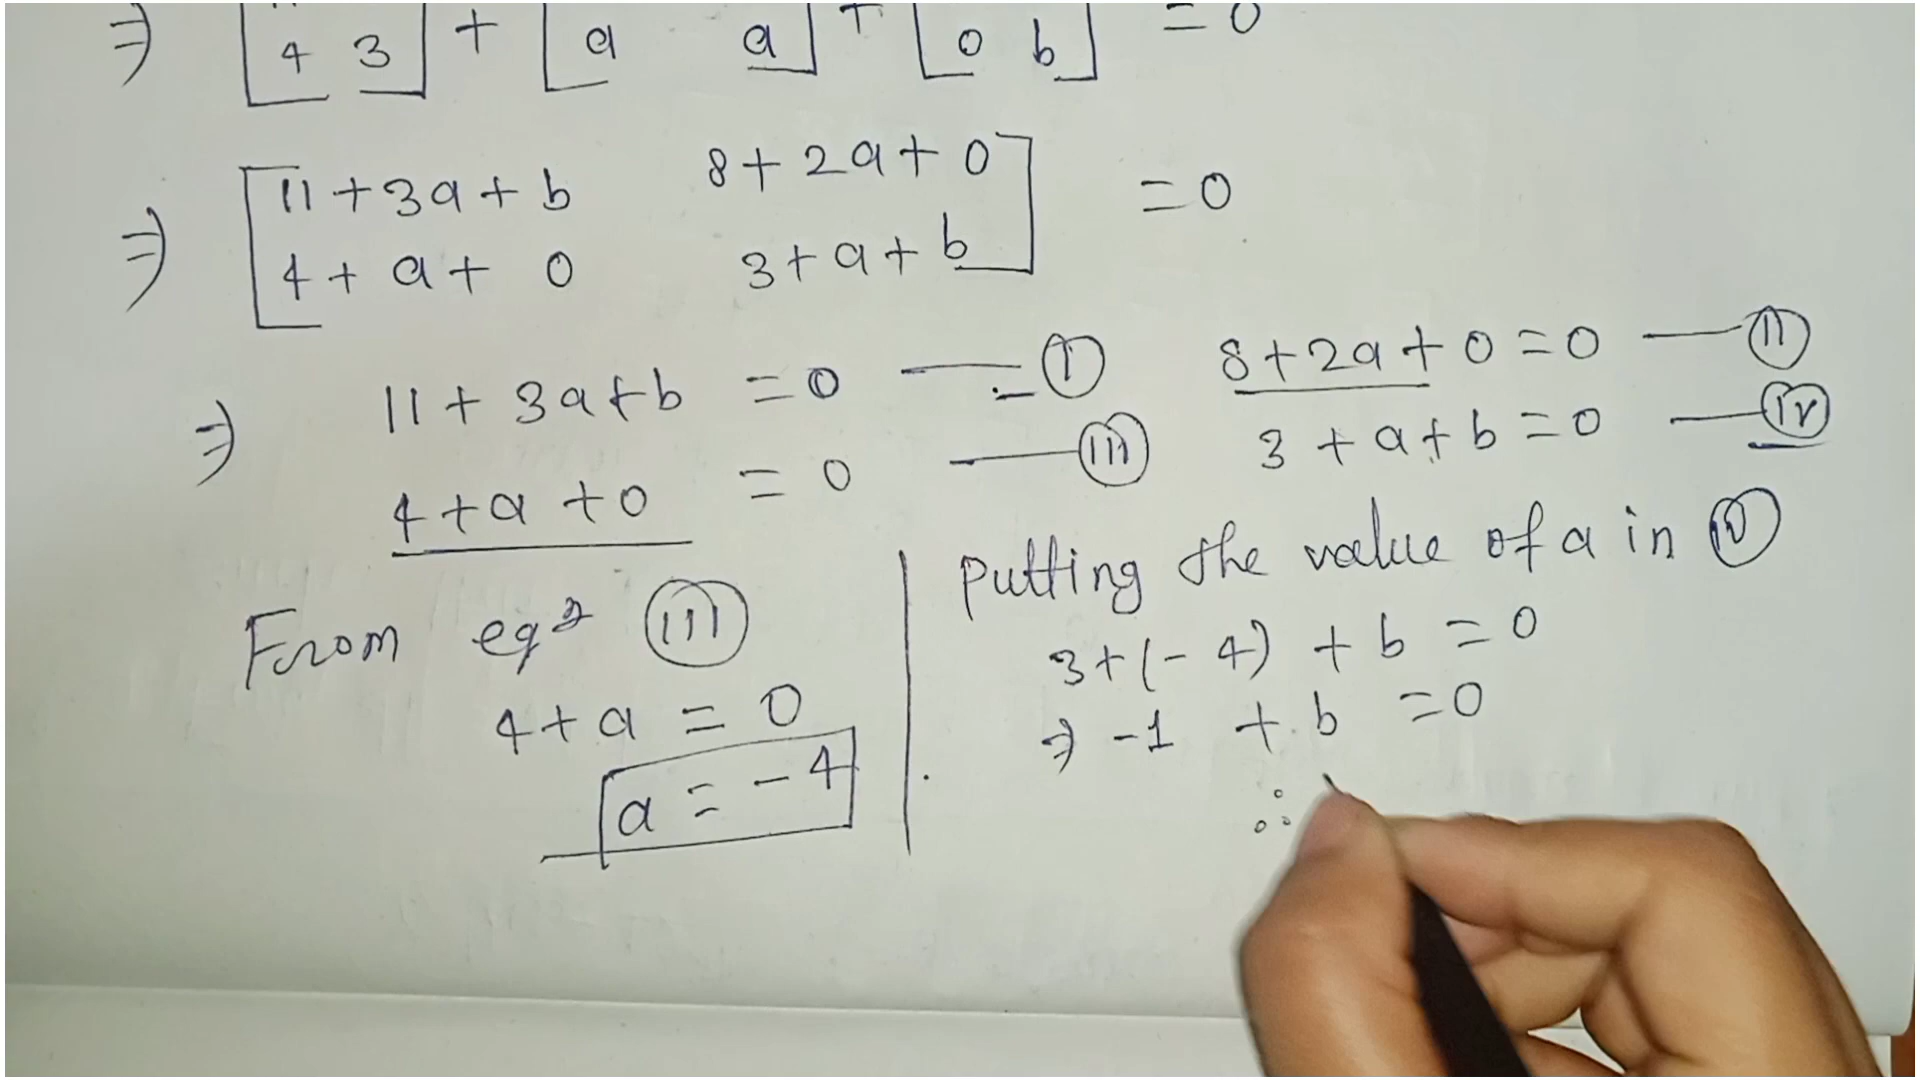 ⇒ [4 3] + [a a] + [0 b] = 0
⇒ [11 + 3a + b 8 + 2a + 0
4 + a + 0 3 + a + b] = 0
⇒ 11 + 3a + b = 0 — (I) 8 + 2a + 0 = 0 — (II)
4 + a + 0 = 0 — (III) 3 + a + b = 0 — (IV)
From eqn (III)
4 + a = 0
a = - 4
putting the value of a in (IV)
3 + (- 4) + b = 0
⇒ -1 + b = 0
∴